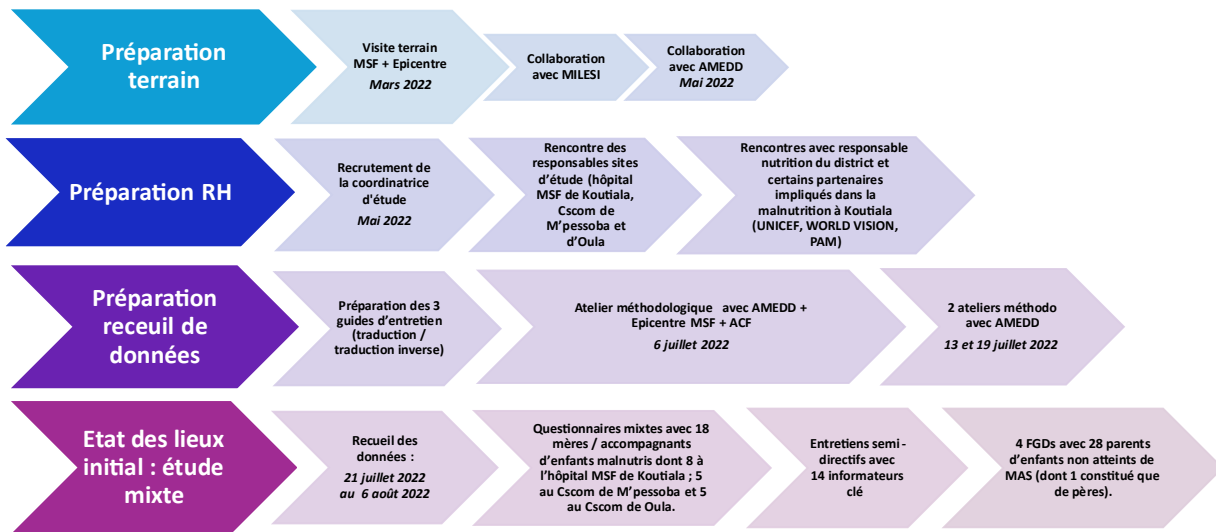 Préparation
terrain
Visite terrain
MSF + Epicentre
Mars 2022
Collaboration
avec MILESI
Collaboration
avec AMEDD
Mai 2022
Préparation RH
Recrutement de
la coordinatrice
d'étude
Mai 2022
Rencontre des
responsables sites
d'étude (hôpital
MSF de Koutiala,
Cscom de
M'pessoba et
d'Oula
Rencontres avec responsable
nutrition du district et
certains partenaires
impliqués dans la
malnutrition à Koutiala
(UNICEF, WORLD VISION,
PAM)
Préparation
receuil de
données
Préparation des 3
guides d'entretien
(traduction /
traduction inverse)
Atelier méthodologique avec AMEDD +
Epicentre MSF + ACF
6 juillet 2022
2 ateliers méthodo
avec AMEDD
13 et 19 juillet 2022
Etat des lieux
initial : étude
mixte
Recueil des
données :
21 juillet 2022
au 6 août 2022
Questionnaires mixtes avec 18
mères / accompagnants
d'enfants malnutris dont 8 à
l'hôpital MSF de Koutiala ; 5
au Cscom de M'pessoba et 5
au Cscom de Oula.
Entretiens semi-
directifs avec
14 informateurs
clé
4 FGDs avec 28 parents
d'enfants non atteints de
MAS (dont 1 constitué que
de pères).